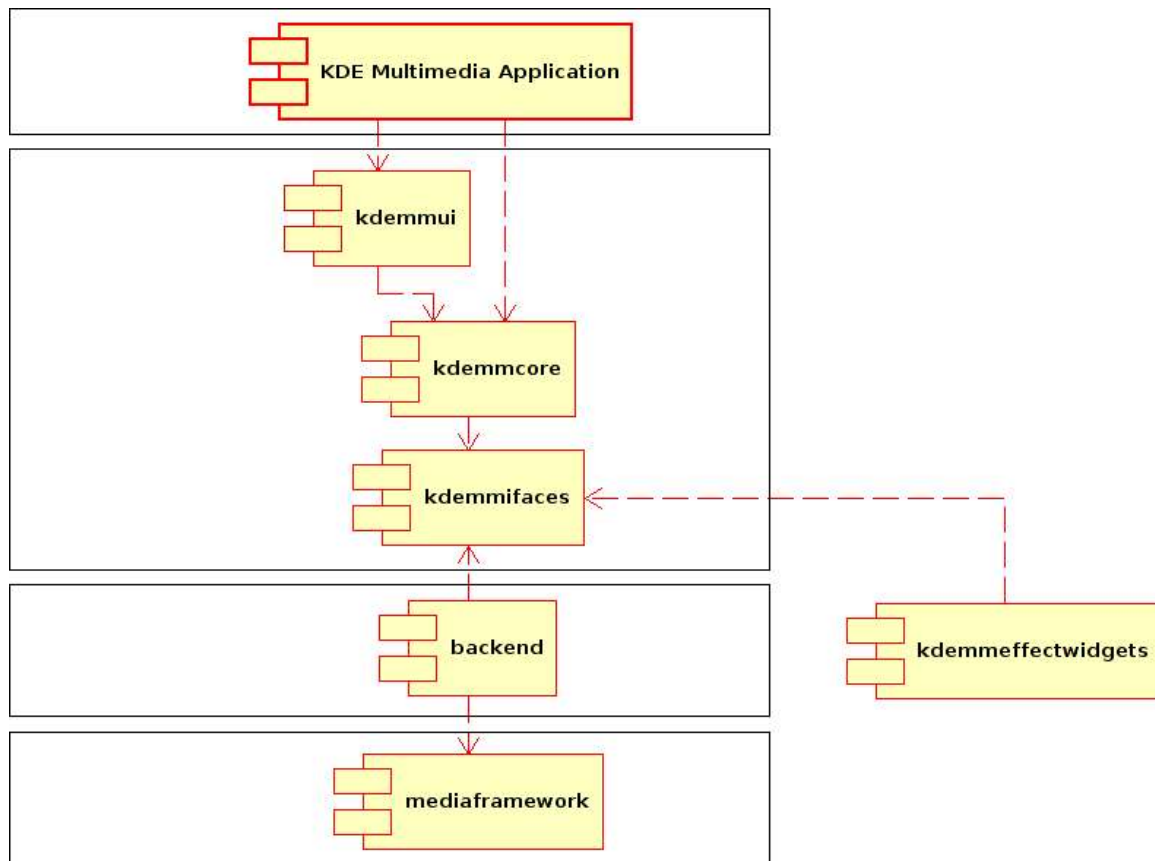 KDE Multimedia Application
kdemmui
kdemmcore
kdemmifaces
backend
kdemmeffectwidgets
mediaframework